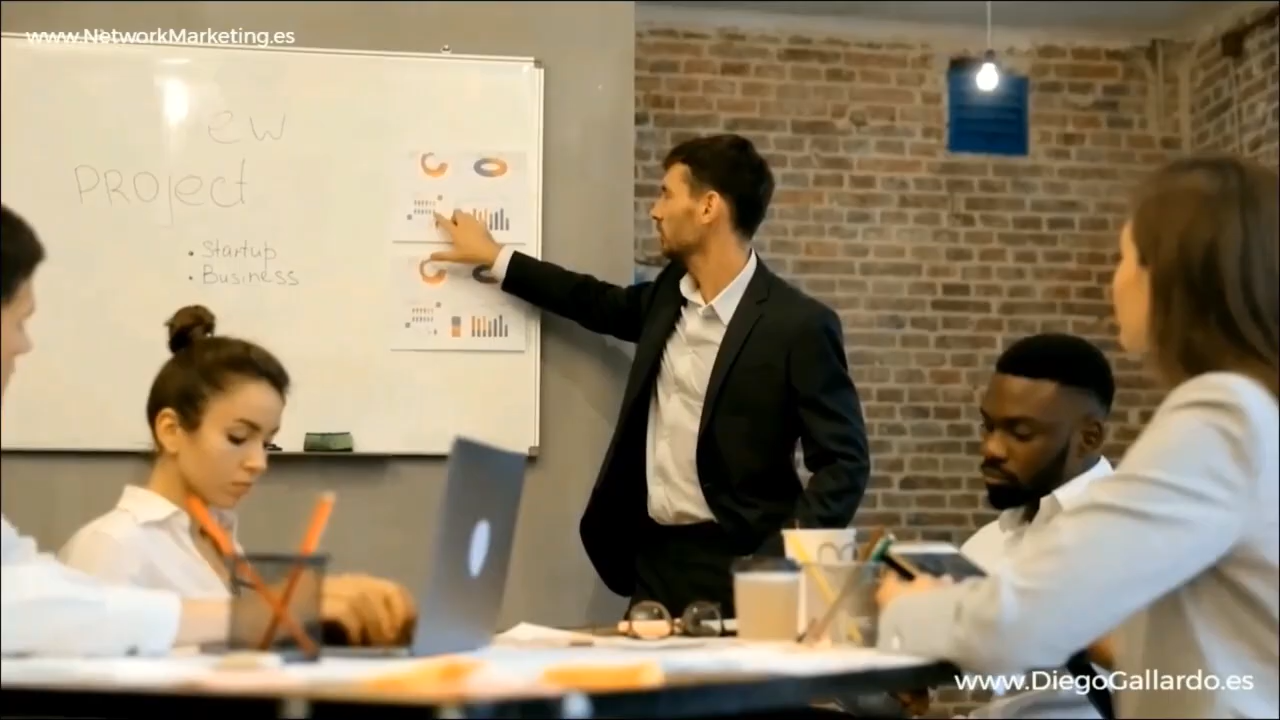 www.NetworkMarketing.es
ew
PROject
• Startup
• Business
www.DiegoGallardo.es